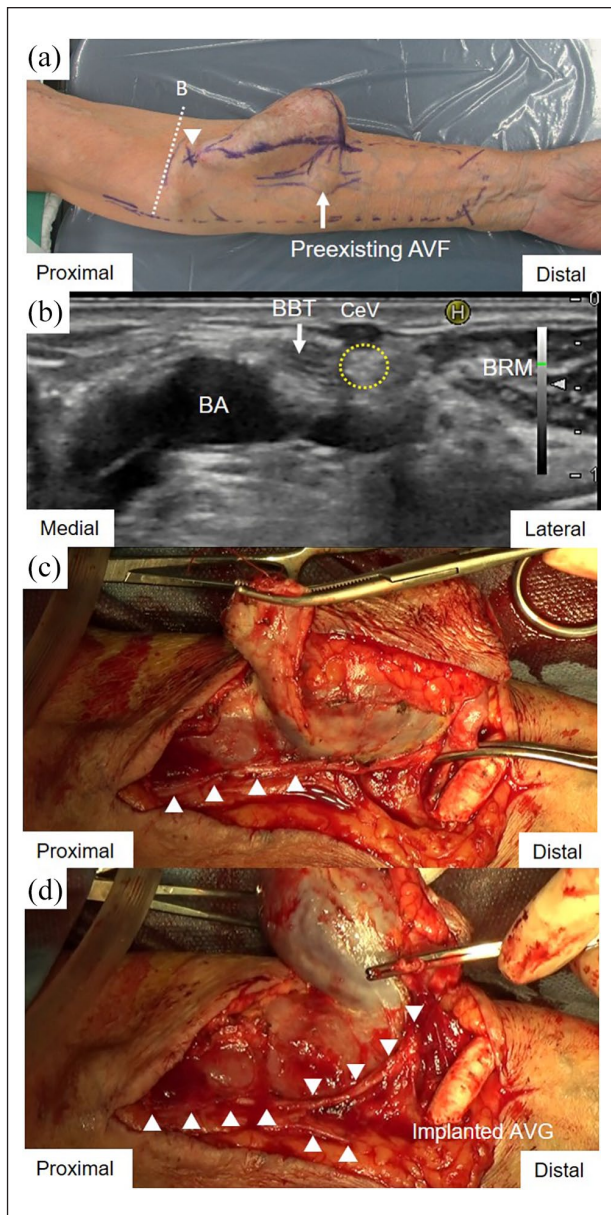 (a)
B
Preexisting AVF
Proximal
Distal
(b)
BBT
CeV
H
0
BRM
BA
1
Medial
Lateral
(c)
Proximal
Distal
(d)
Implanted AVG
Proximal
Distal